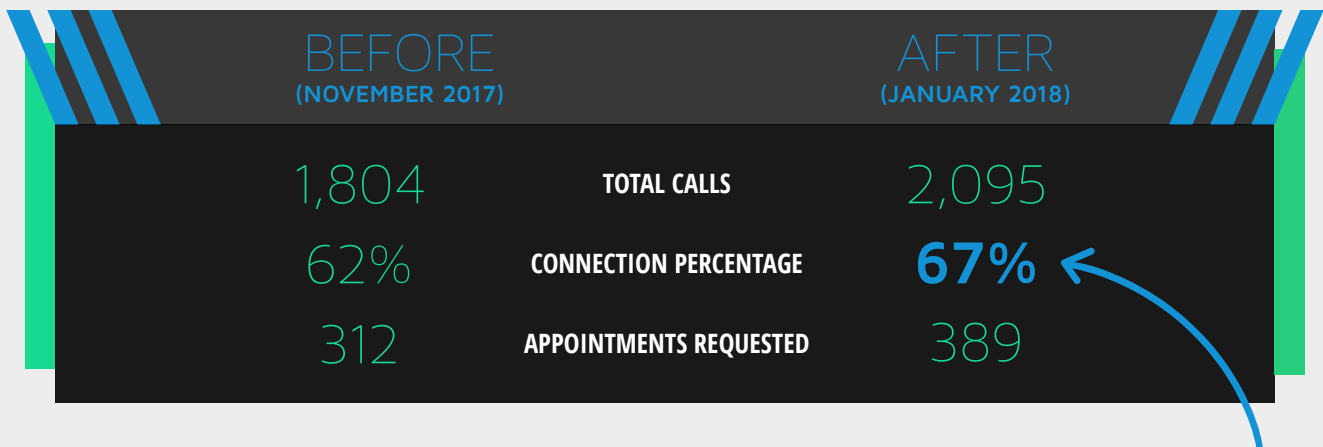 BEFORE
(NOVEMBER 2017)
AFTER
(JANUARY 2018)
1,804 TOTAL CALLS 2,095
62% CONNECTION PERCENTAGE 67%
312 APPOINTMENTS REQUESTED 389